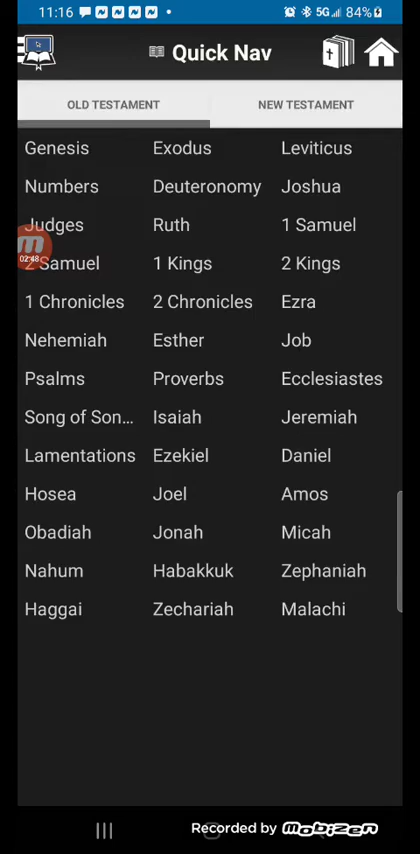 11:16 5G 84%
Quick Nav
OLD TESTAMENT NEW TESTAMENT
Genesis Exodus Leviticus
Numbers Deuteronomy Joshua
Judges Ruth 1 Samuel
2 Samuel 1 Kings 2 Kings
02:48
1 Chronicles 2 Chronicles Ezra
Nehemiah Esther Job
Psalms Proverbs Ecclesiastes
Song of Son... Isaiah Jeremiah
Lamentations Ezekiel Daniel
Hosea Joel Amos
Obadiah Jonah Micah
Nahum Habakkuk Zephaniah
Haggai Zechariah Malachi
Recorded by mobizen